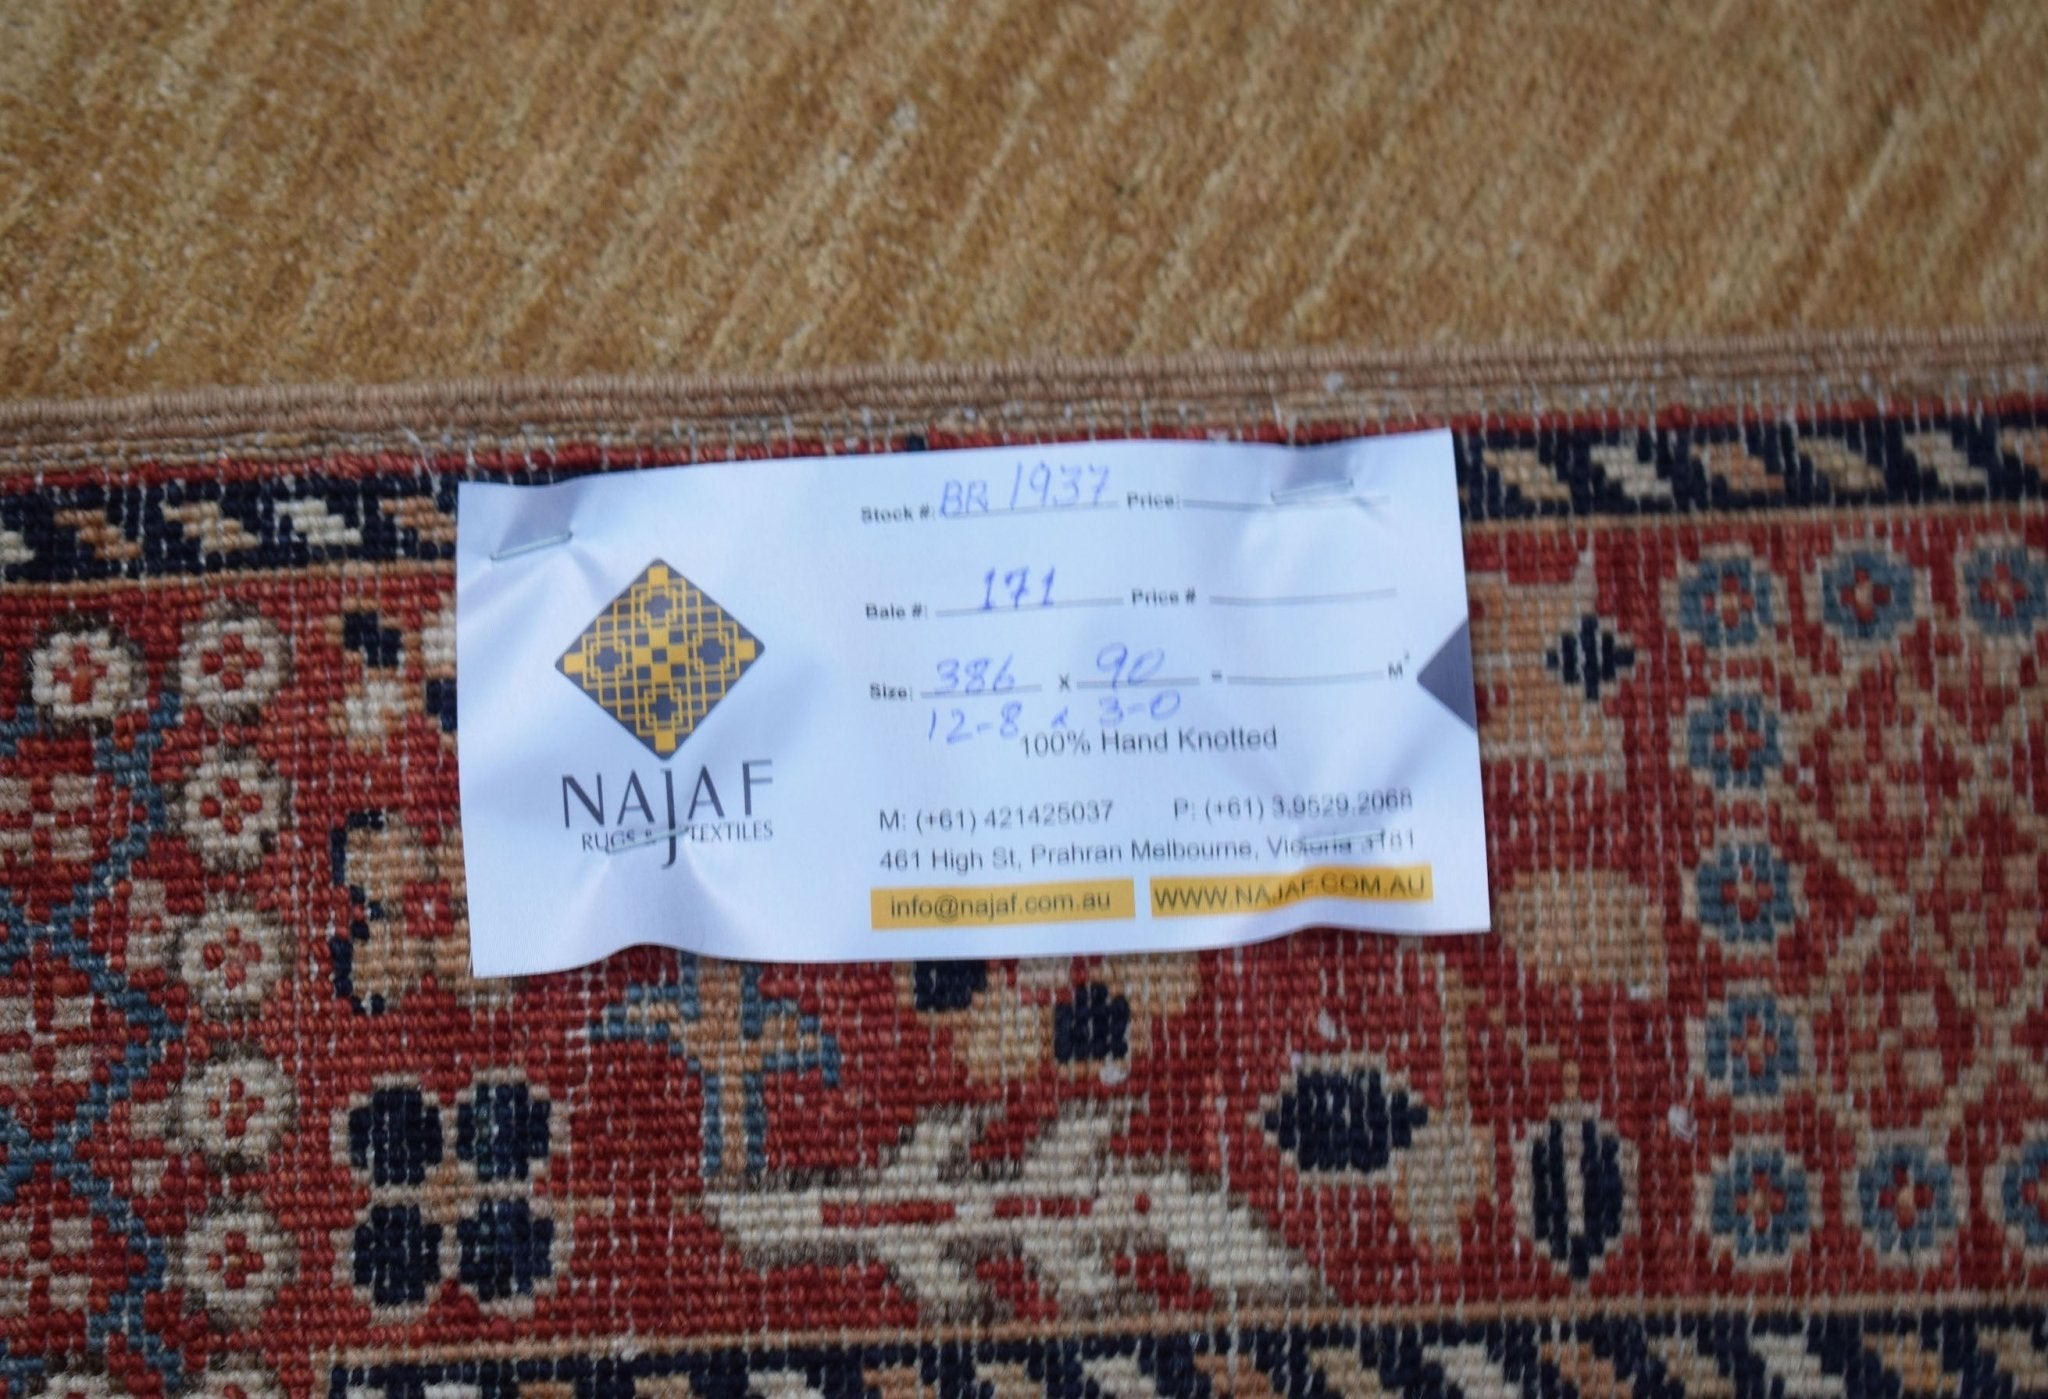 Stock #: BR 1937 Price:
Bale #: 171 Price #
Size: 386 x 90 = M²
12-8 x 3-0
100% Hand Knotted
NAJAF
RUGS & TEXTILES
M: (+61) 421425037 P: (+61) 3.9529.2068
461 High St, Prahran Melbourne, Victoria 3181
info@najaf.com.au WWW.NAJAF.COM.AU